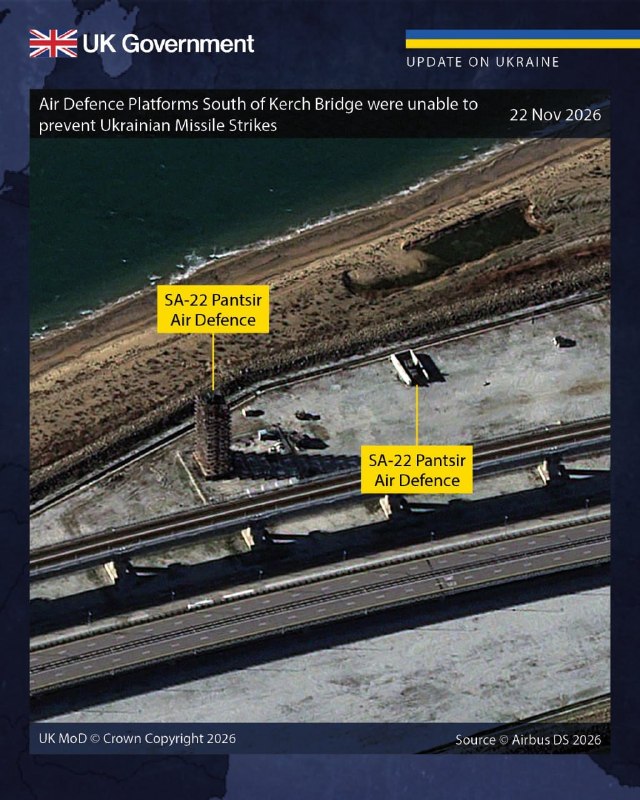 UK Government
UPDATE ON UKRAINE
Air Defence Platforms South of Kerch Bridge were unable to
prevent Ukrainian Missile Strikes
22 Nov 2026
SA-22 Pantsir
Air Defence
SA-22 Pantsir
Air Defence
UK MoD © Crown Copyright 2026
Source © Airbus DS 2026